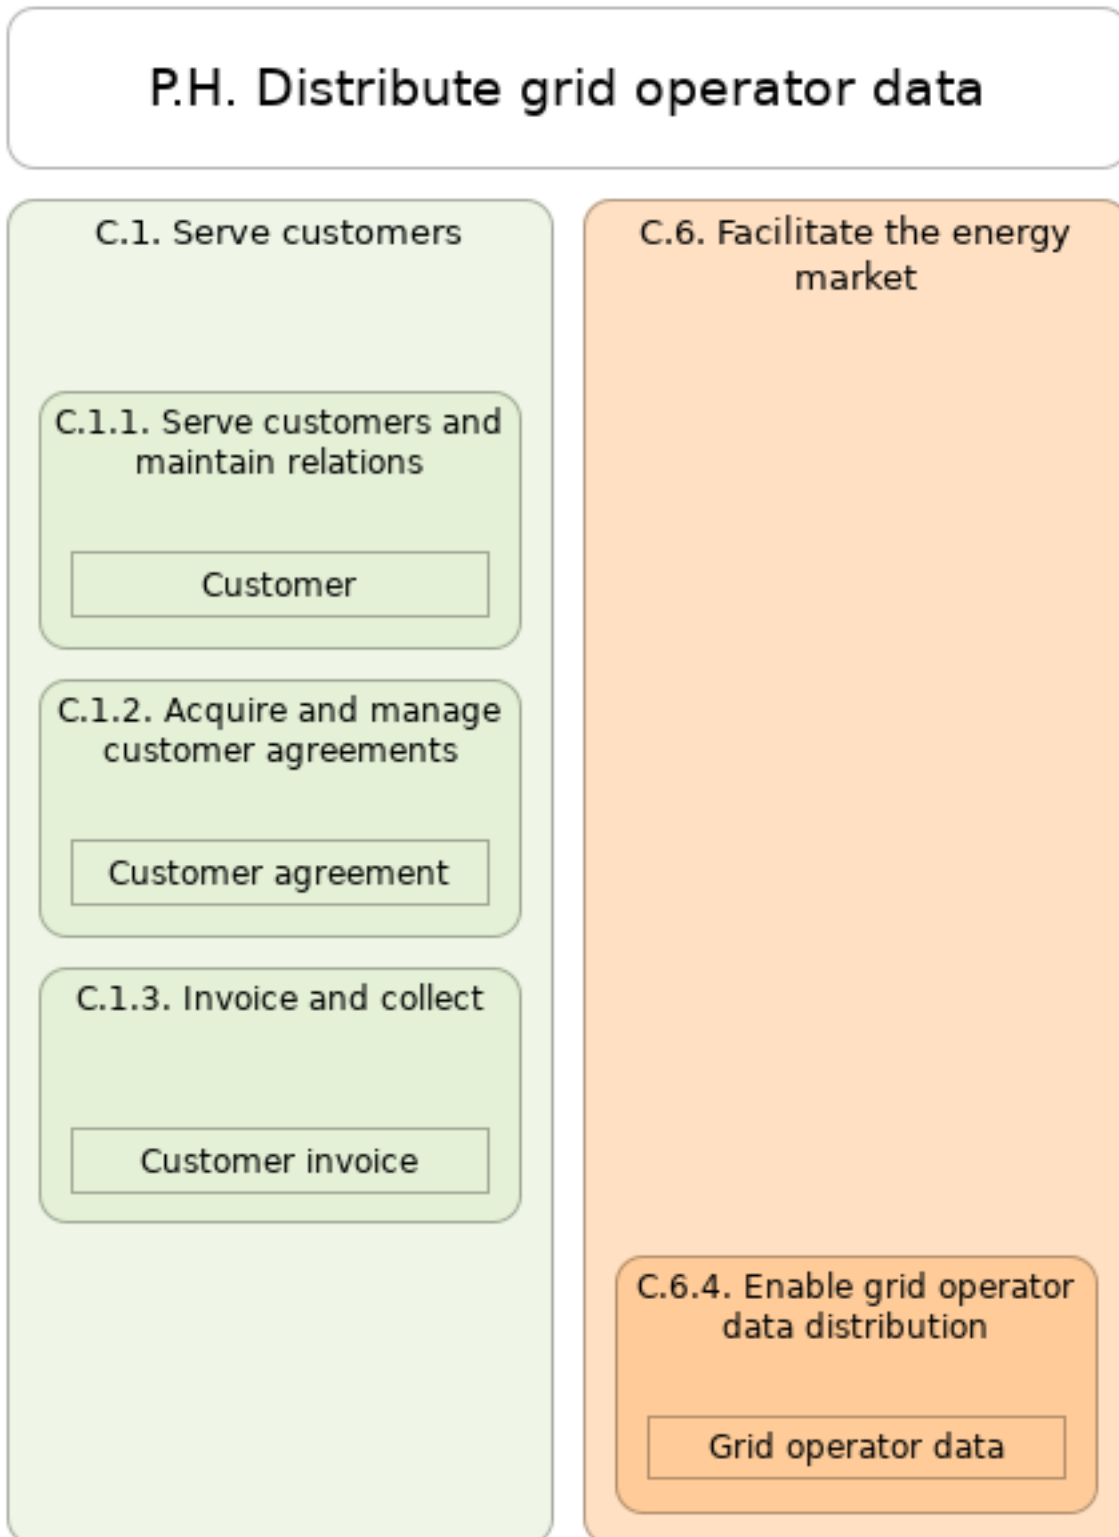 P.H. Distribute grid operator data
C.1. Serve customers
C.1.1. Serve customers and
maintain relations
Customer
C.1.2. Acquire and manage
customer agreements
Customer agreement
C.1.3. Invoice and collect
Customer invoice
C.6. Facilitate the energy
market
C.6.4. Enable grid operator
data distribution
Grid operator data